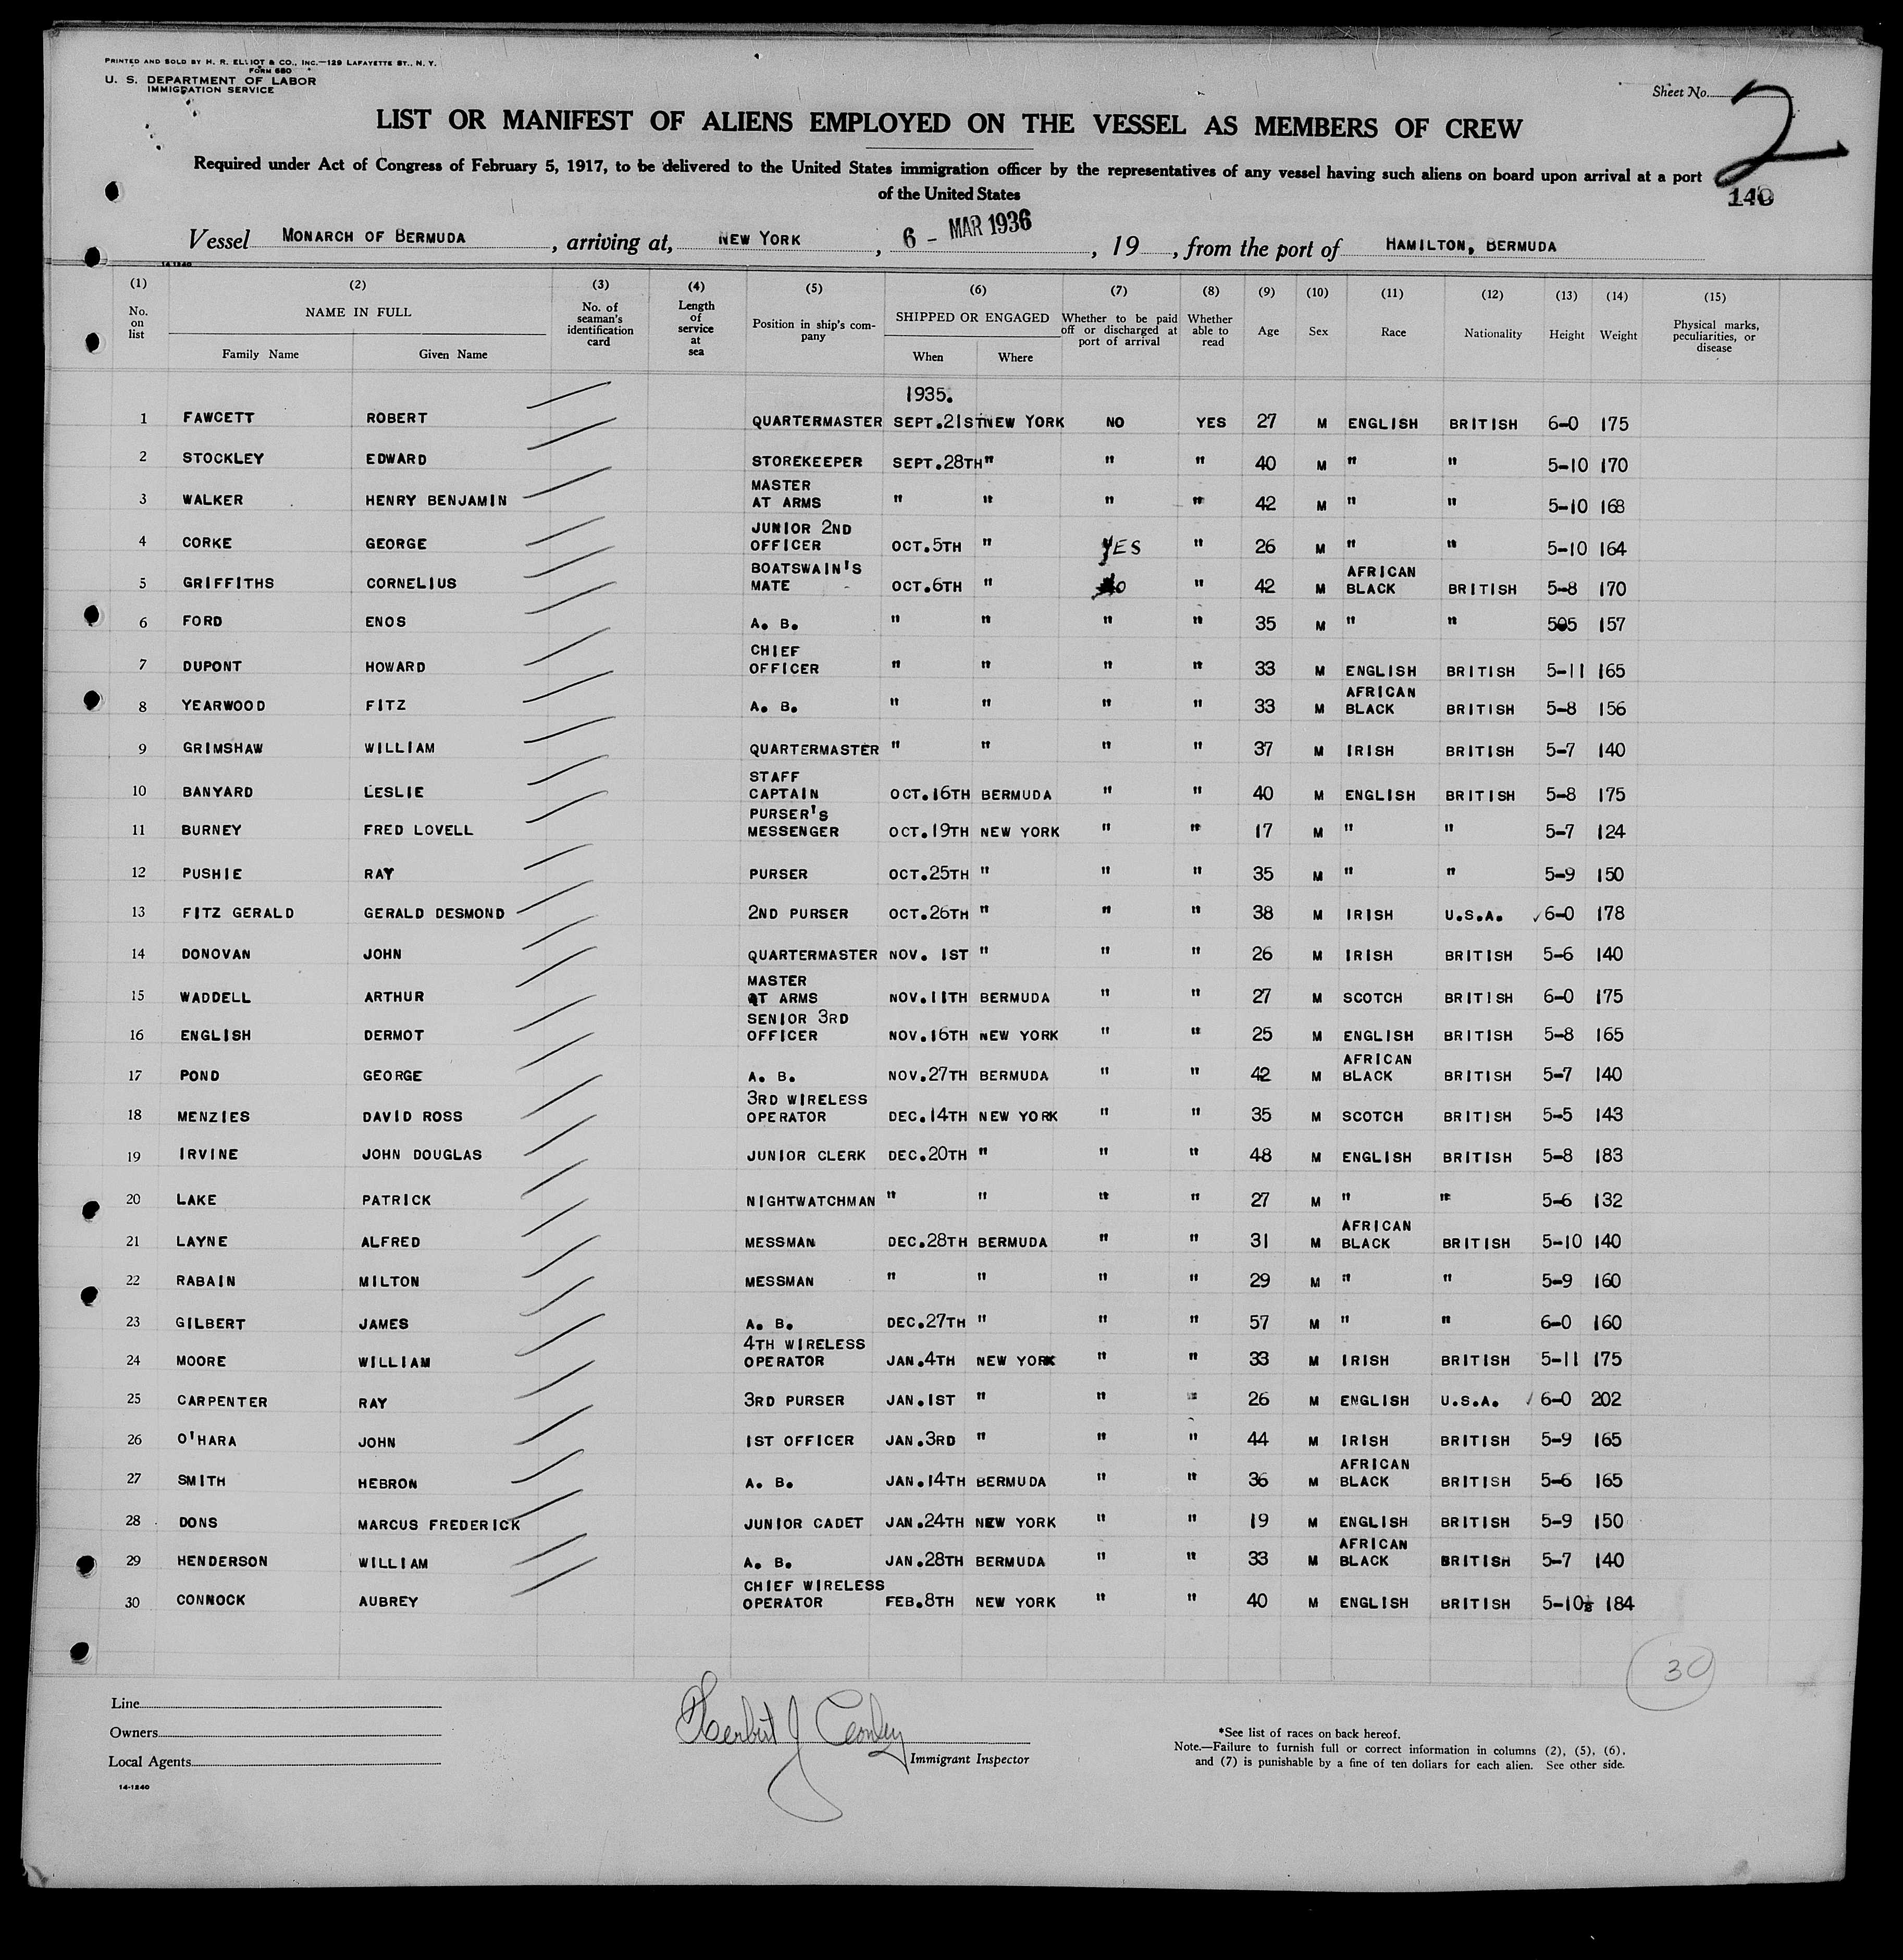 PRINTED AND SOLD BY H. R. ELLIOT & CO., INC.—129 LAFAYETTE ST., N. Y.
FORM 680
U. S. DEPARTMENT OF LABOR
IMMIGRATION SERVICE
Sheet No. 2
LIST OR MANIFEST OF ALIENS EMPLOYED ON THE VESSEL AS MEMBERS OF CREW
Required under Act of Congress of February 5, 1917, to be delivered to the United States immigration officer by the representatives of any vessel having such aliens on board upon arrival at a port
of the United States
140
Vessel MONARCH OF BERMUDA, arriving at, NEW YORK, 6 - MAR 1936, 19, from the port of HAMILTON, BERMUDA
14-1240
(1) No. on list (2) NAME IN FULL Family Name Given Name (3) No. of seaman's identification card (4) Length of service at sea (5) Position in ship's company (6) SHIPPED OR ENGAGED When Where (7) Whether to be paid off or discharged at port of arrival (8) Whether able to read (9) Age (10) Sex (11) Race (12) Nationality (13) Height (14) Weight (15) Physical marks, peculiarities, or disease
1935.
1 FAWCETT ROBERT QUARTERMASTER SEPT.21ST NEW YORK NO YES 27 M ENGLISH BRITISH 6-0 175
2 STOCKLEY EDWARD STOREKEEPER SEPT.28TH " " " 40 M " " 5-10 170
3 WALKER HENRY BENJAMIN MASTER AT ARMS " " " " 42 M " " 5-10 168
4 CORKE GEORGE JUNIOR 2ND OFFICER OCT.5TH " YES " 26 M " " 5-10 164
5 GRIFFITHS CORNELIUS BOATSWAIN'S MATE OCT.6TH " No " 42 M AFRICAN BLACK BRITISH 5-8 170
6 FORD ENOS A. B. " " " " 35 M " " 505 157
7 DUPONT HOWARD CHIEF OFFICER " " " " 33 M ENGLISH BRITISH 5-11 165
8 YEARWOOD FITZ A. B. " " " " 33 M AFRICAN BLACK BRITISH 5-8 156
9 GRIMSHAW WILLIAM QUARTERMASTER " " " " 37 M IRISH BRITISH 5-7 140
10 BANYARD LESLIE STAFF CAPTAIN OCT.16TH BERMUDA " " 40 M ENGLISH BRITISH 5-8 175
11 BURNEY FRED LOVELL PURSER'S MESSENGER OCT.19TH NEW YORK " " 17 M " " 5-7 124
12 PUSHIE RAY PURSER OCT.25TH " " " 35 M " " 5-9 150
13 FITZ GERALD GERALD DESMOND 2ND PURSER OCT.26TH " " " 38 M IRISH U.S.A. ✓ 6-0 178
14 DONOVAN JOHN QUARTERMASTER NOV. 1ST " " " 26 M IRISH BRITISH 5-6 140
15 WADDELL ARTHUR MASTER AT ARMS NOV.11TH BERMUDA " " 27 M SCOTCH BRITISH 6-0 175
16 ENGLISH DERMOT SENIOR 3RD OFFICER NOV.16TH NEW YORK " " 25 M ENGLISH BRITISH 5-8 165
17 POND GEORGE A. B. NOV.27TH BERMUDA " " 42 M AFRICAN BLACK BRITISH 5-7 140
18 MENZIES DAVID ROSS 3RD WIRELESS OPERATOR DEC.14TH NEW YORK " " 35 M SCOTCH BRITISH 5-5 143
19 IRVINE JOHN DOUGLAS JUNIOR CLERK DEC.20TH " " " 48 M ENGLISH BRITISH 5-8 183
20 LAKE PATRICK NIGHTWATCHMAN " " " " 27 M " " 5-6 132
21 LAYNE ALFRED MESSMAN DEC.28TH BERMUDA " " 31 M AFRICAN BLACK BRITISH 5-10 140
22 RABAIN MILTON MESSMAN " " " " 29 M " " 5-9 160
23 GILBERT JAMES A. B. DEC.27TH " " " 57 M " " 6-0 160
24 MOORE WILLIAM 4TH WIRELESS OPERATOR JAN.4TH NEW YORK " " 33 M IRISH BRITISH 5-11 175
25 CARPENTER RAY 3RD PURSER JAN.1ST " " " 26 M ENGLISH U.S.A. ✓ 6-0 202
26 O'HARA JOHN 1ST OFFICER JAN.3RD " " " 44 M IRISH BRITISH 5-9 165
27 SMITH HEBRON A. B. JAN.14TH BERMUDA " " 36 M AFRICAN BLACK BRITISH 5-6 165
28 DONS MARCUS FREDERICK JUNIOR CADET JAN.24TH NEW YORK " " 19 M ENGLISH BRITISH 5-9 150
29 HENDERSON WILLIAM A. B. JAN.28TH BERMUDA " " 33 M AFRICAN BLACK BRITISH 5-7 140
30 CONNOCK AUBREY CHIEF WIRELESS OPERATOR FEB.8TH NEW YORK " " 40 M ENGLISH BRITISH 5-10½ 184
30
Line
Owners
Local Agents
14-1240
Herbert J
Immigrant Inspector
*See list of races on back hereof.
Note.—Failure to furnish full or correct information in columns (2), (5), (6),
and (7) is punishable by a fine of ten dollars for each alien. See other side.